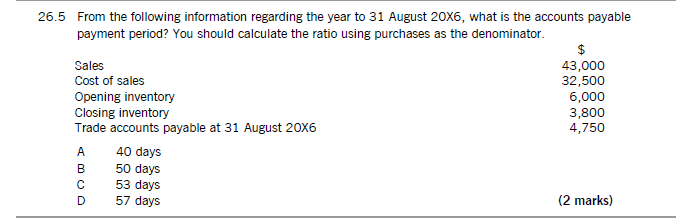 26.5 From the following information regarding the year to 31 August 20X6, what is the accounts payable
payment period? You should calculate the ratio using purchases as the denominator.
$
Sales 43,000
Cost of sales 32,500
Opening inventory 6,000
Closing inventory 3,800
Trade accounts payable at 31 August 20X6 4,750
A 40 days
B 50 days
C 53 days
D 57 days (2 marks)